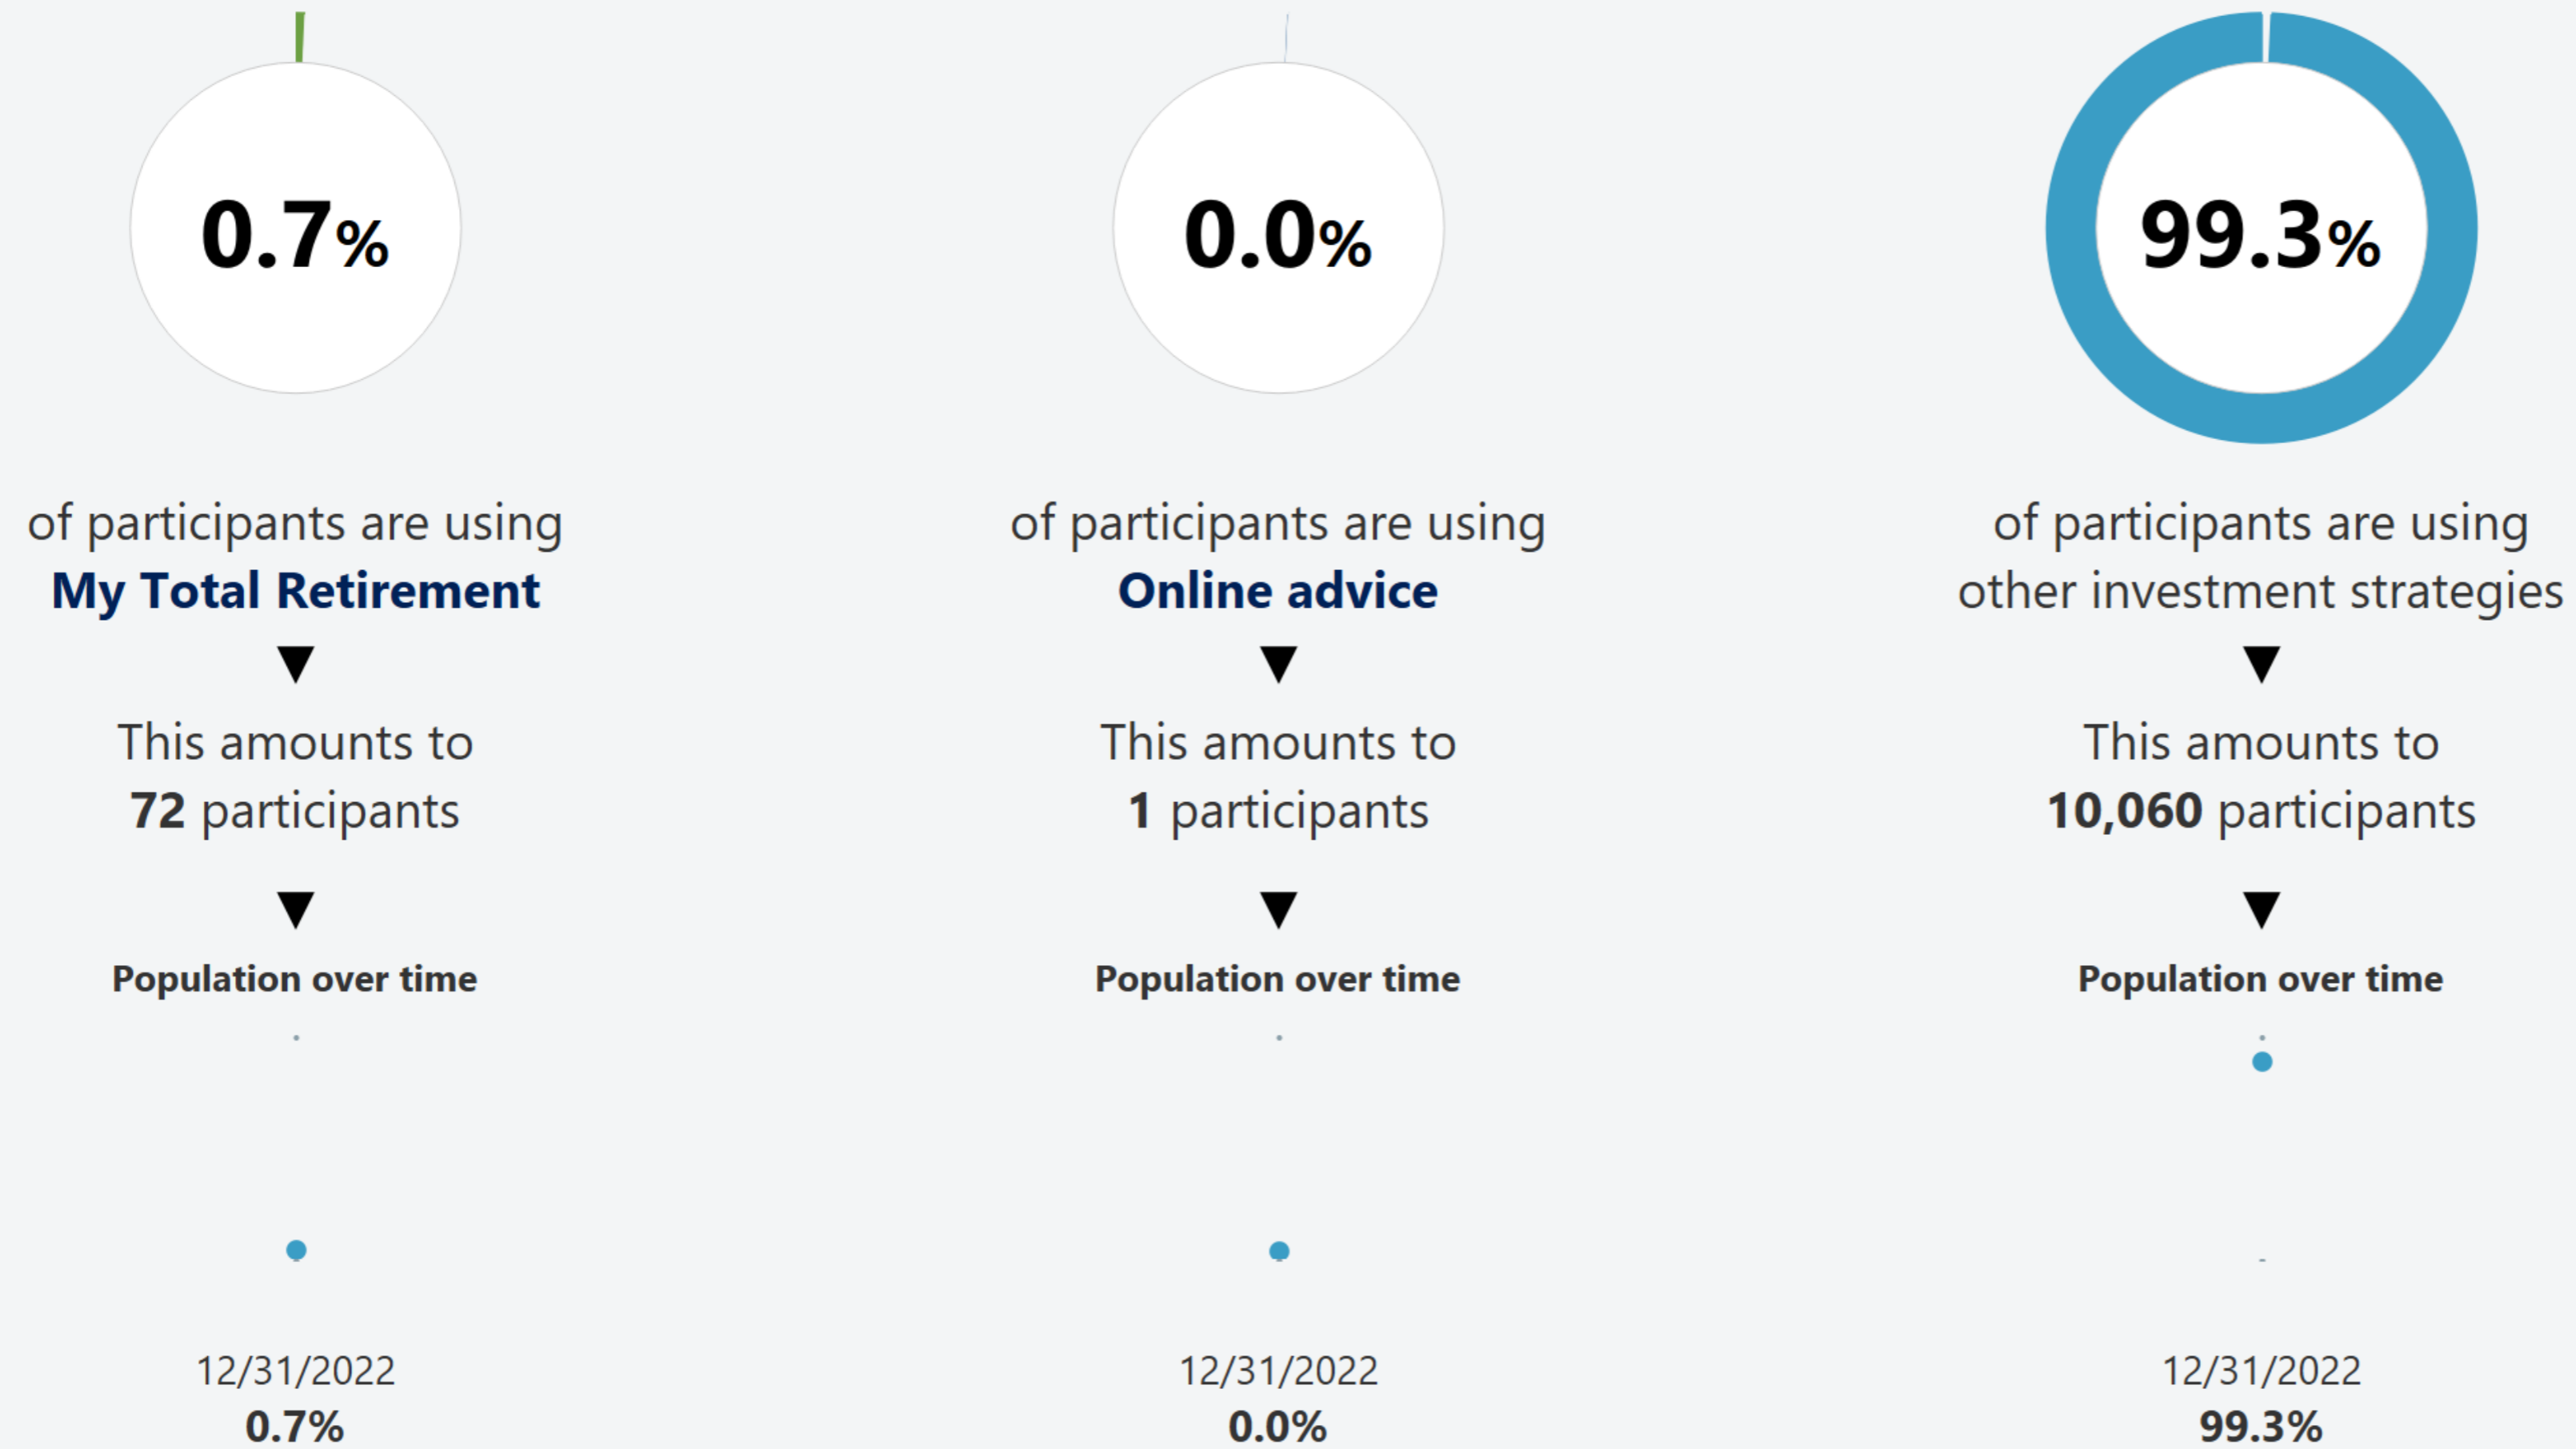 0.7%
of participants are using
My Total Retirement
▼
This amounts to
72 participants
▼
Population over time
12/31/2022
0.7%
0.0%
of participants are using
Online advice
▼
This amounts to
1 participants
▼
Population over time
12/31/2022
0.0%
99.3%
of participants are using
other investment strategies
▼
This amounts to
10,060 participants
▼
Population over time
12/31/2022
99.3%